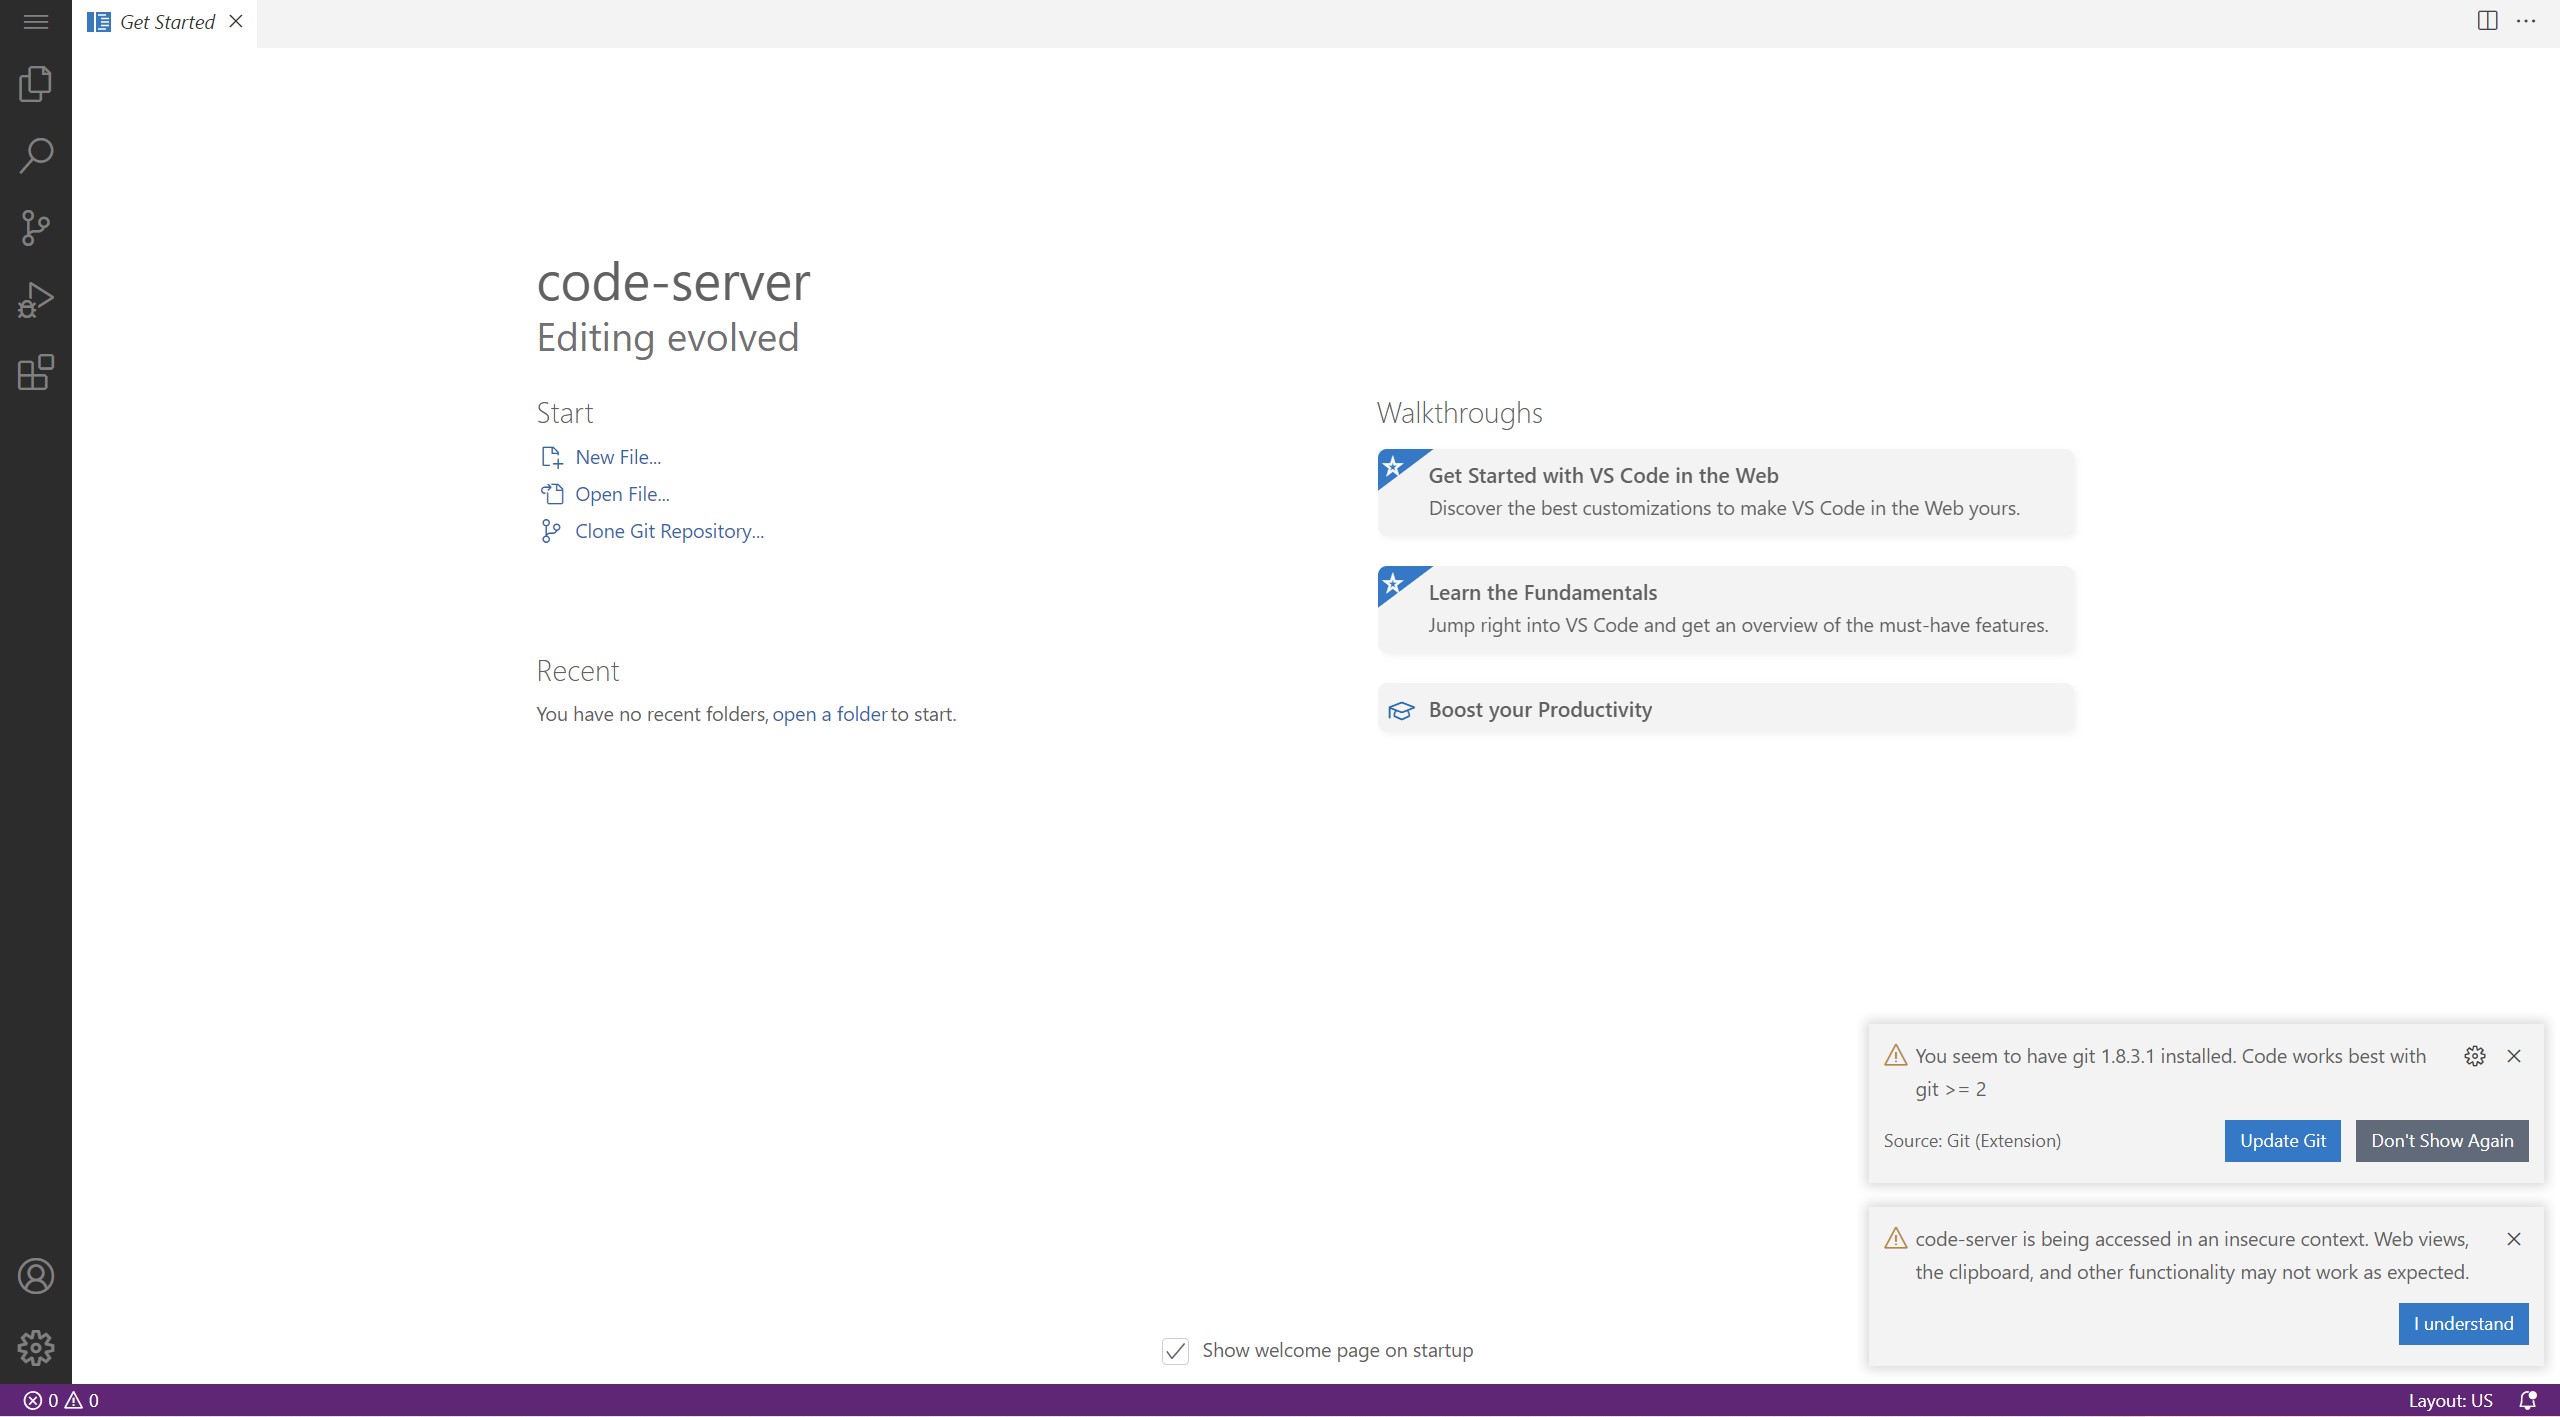 Get Started
code-server
Editing evolved
Start
New File...
Open File...
Clone Git Repository...
Recent
You have no recent folders, open a folder to start.
Walkthroughs
Get Started with VS Code in the Web
Discover the best customizations to make VS Code in the Web yours.
Learn the Fundamentals
Jump right into VS Code and get an overview of the must-have features.
Boost your Productivity
You seem to have git 1.8.3.1 installed. Code works best with
git >= 2
Source: Git (Extension)
Update Git
Don't Show Again
code-server is being accessed in an insecure context. Web views,
the clipboard, and other functionality may not work as expected.
I understand
Show welcome page on startup
0 0
Layout: US